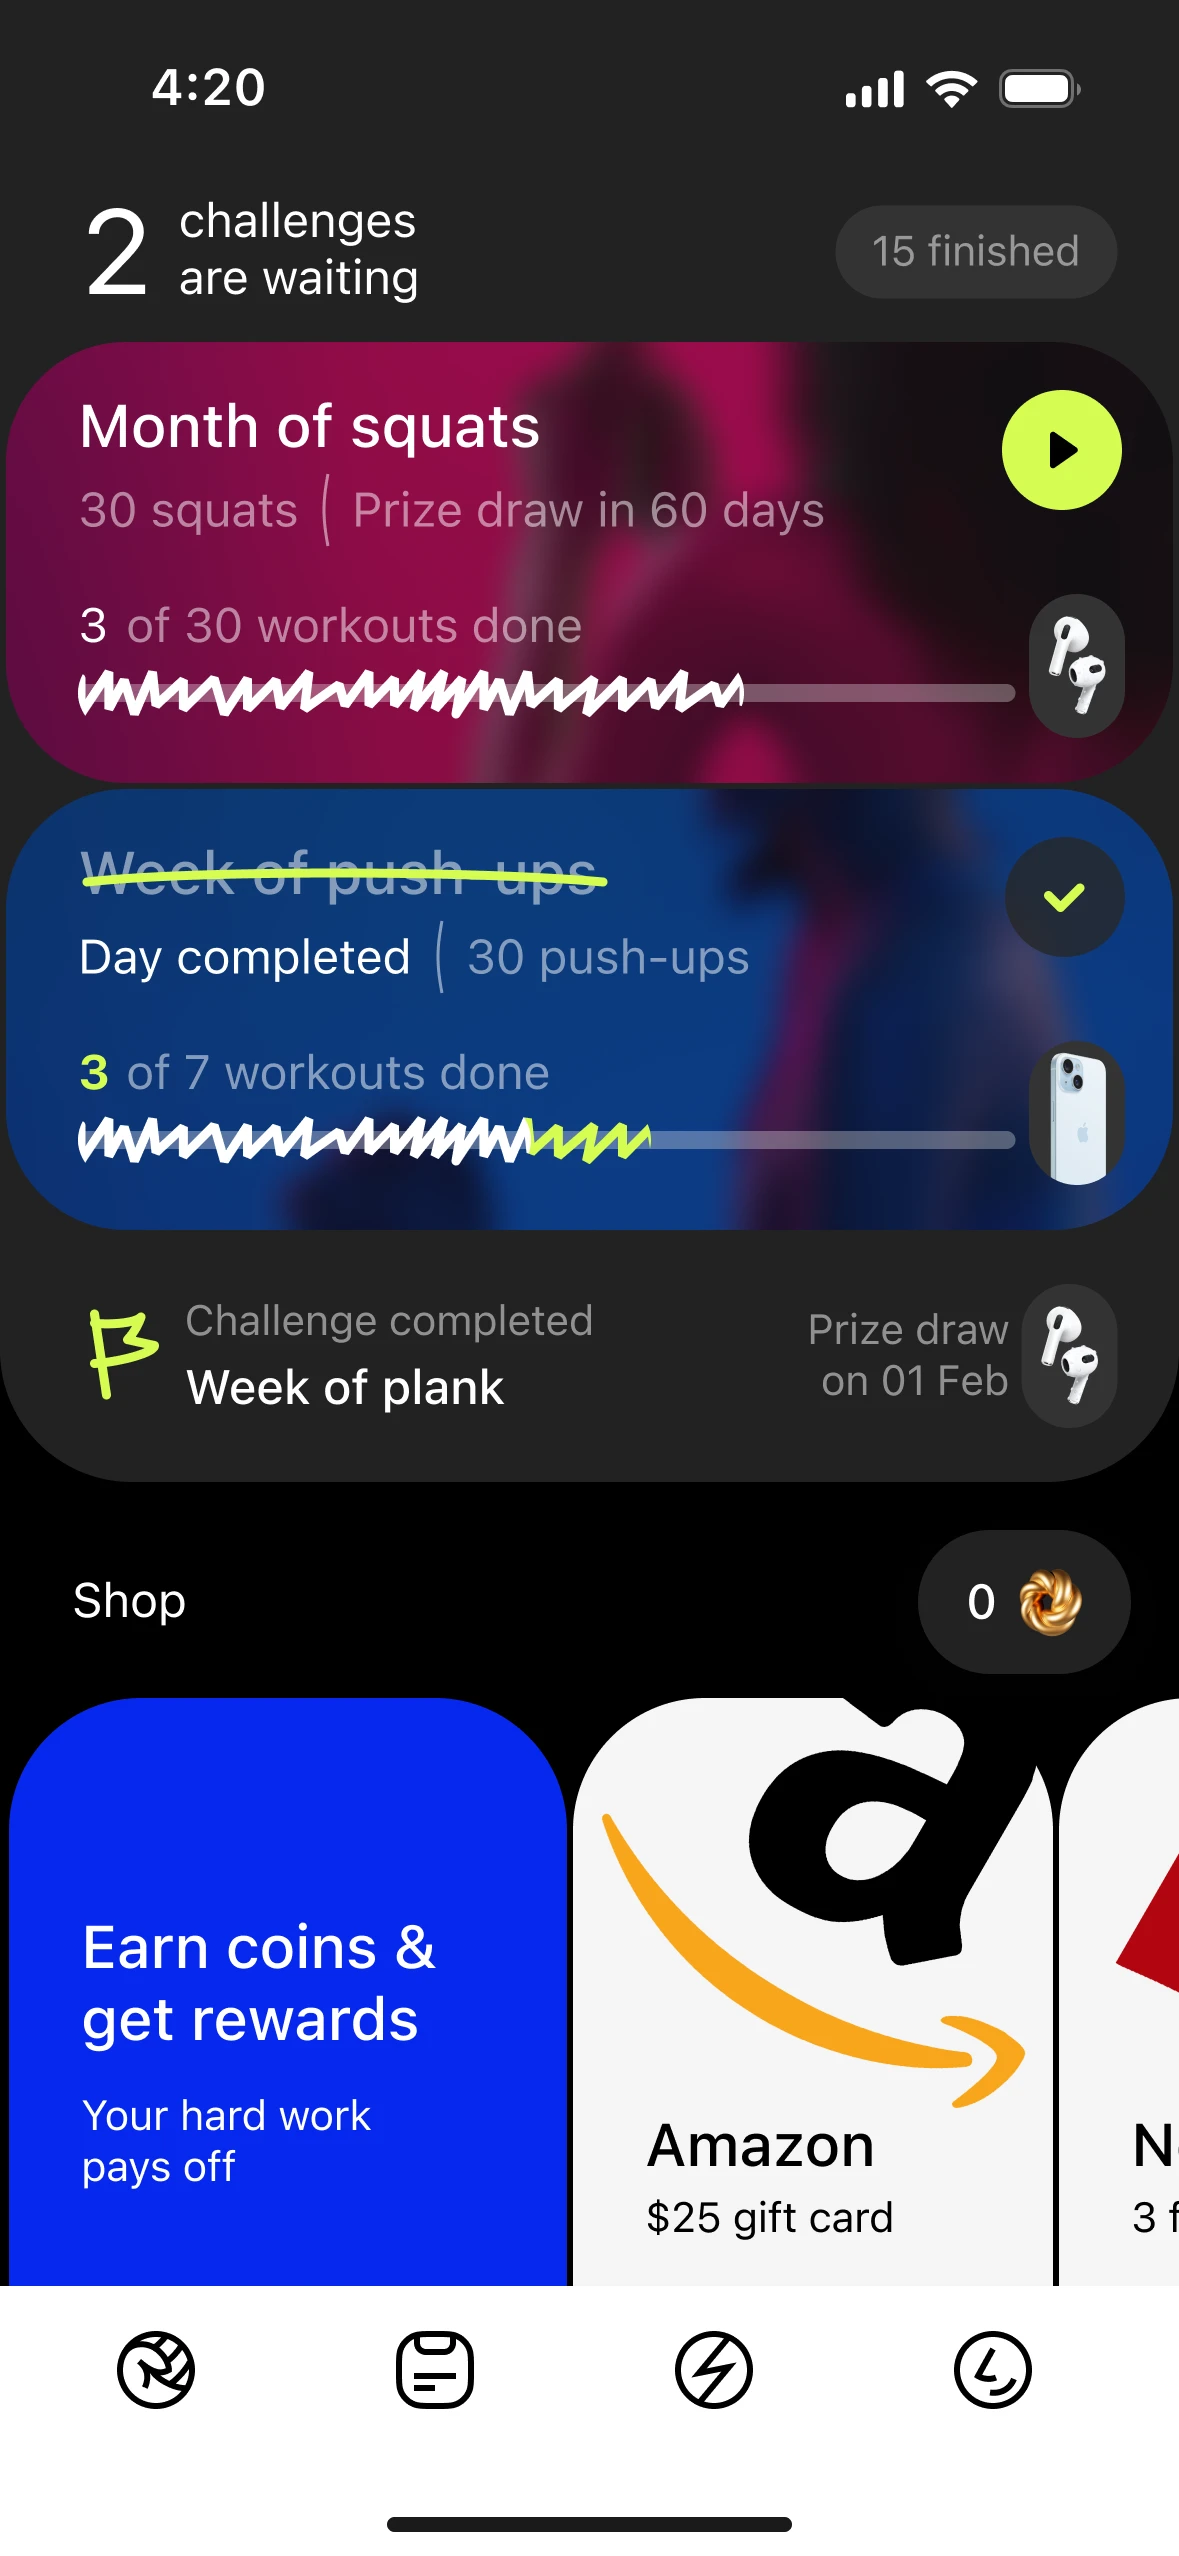 4:20
2 challenges
are waiting
15 finished
Month of squats
30 squats ( Prize draw in 60 days
3 of 30 workouts done
Week of push-ups
Day completed ( 30 push-ups
3 of 7 workouts done
Challenge completed
Week of plank
Prize draw
on 01 Feb
Shop
0
Earn coins &
get rewards
Your hard work
pays off
a
Amazon
$25 gift card
3